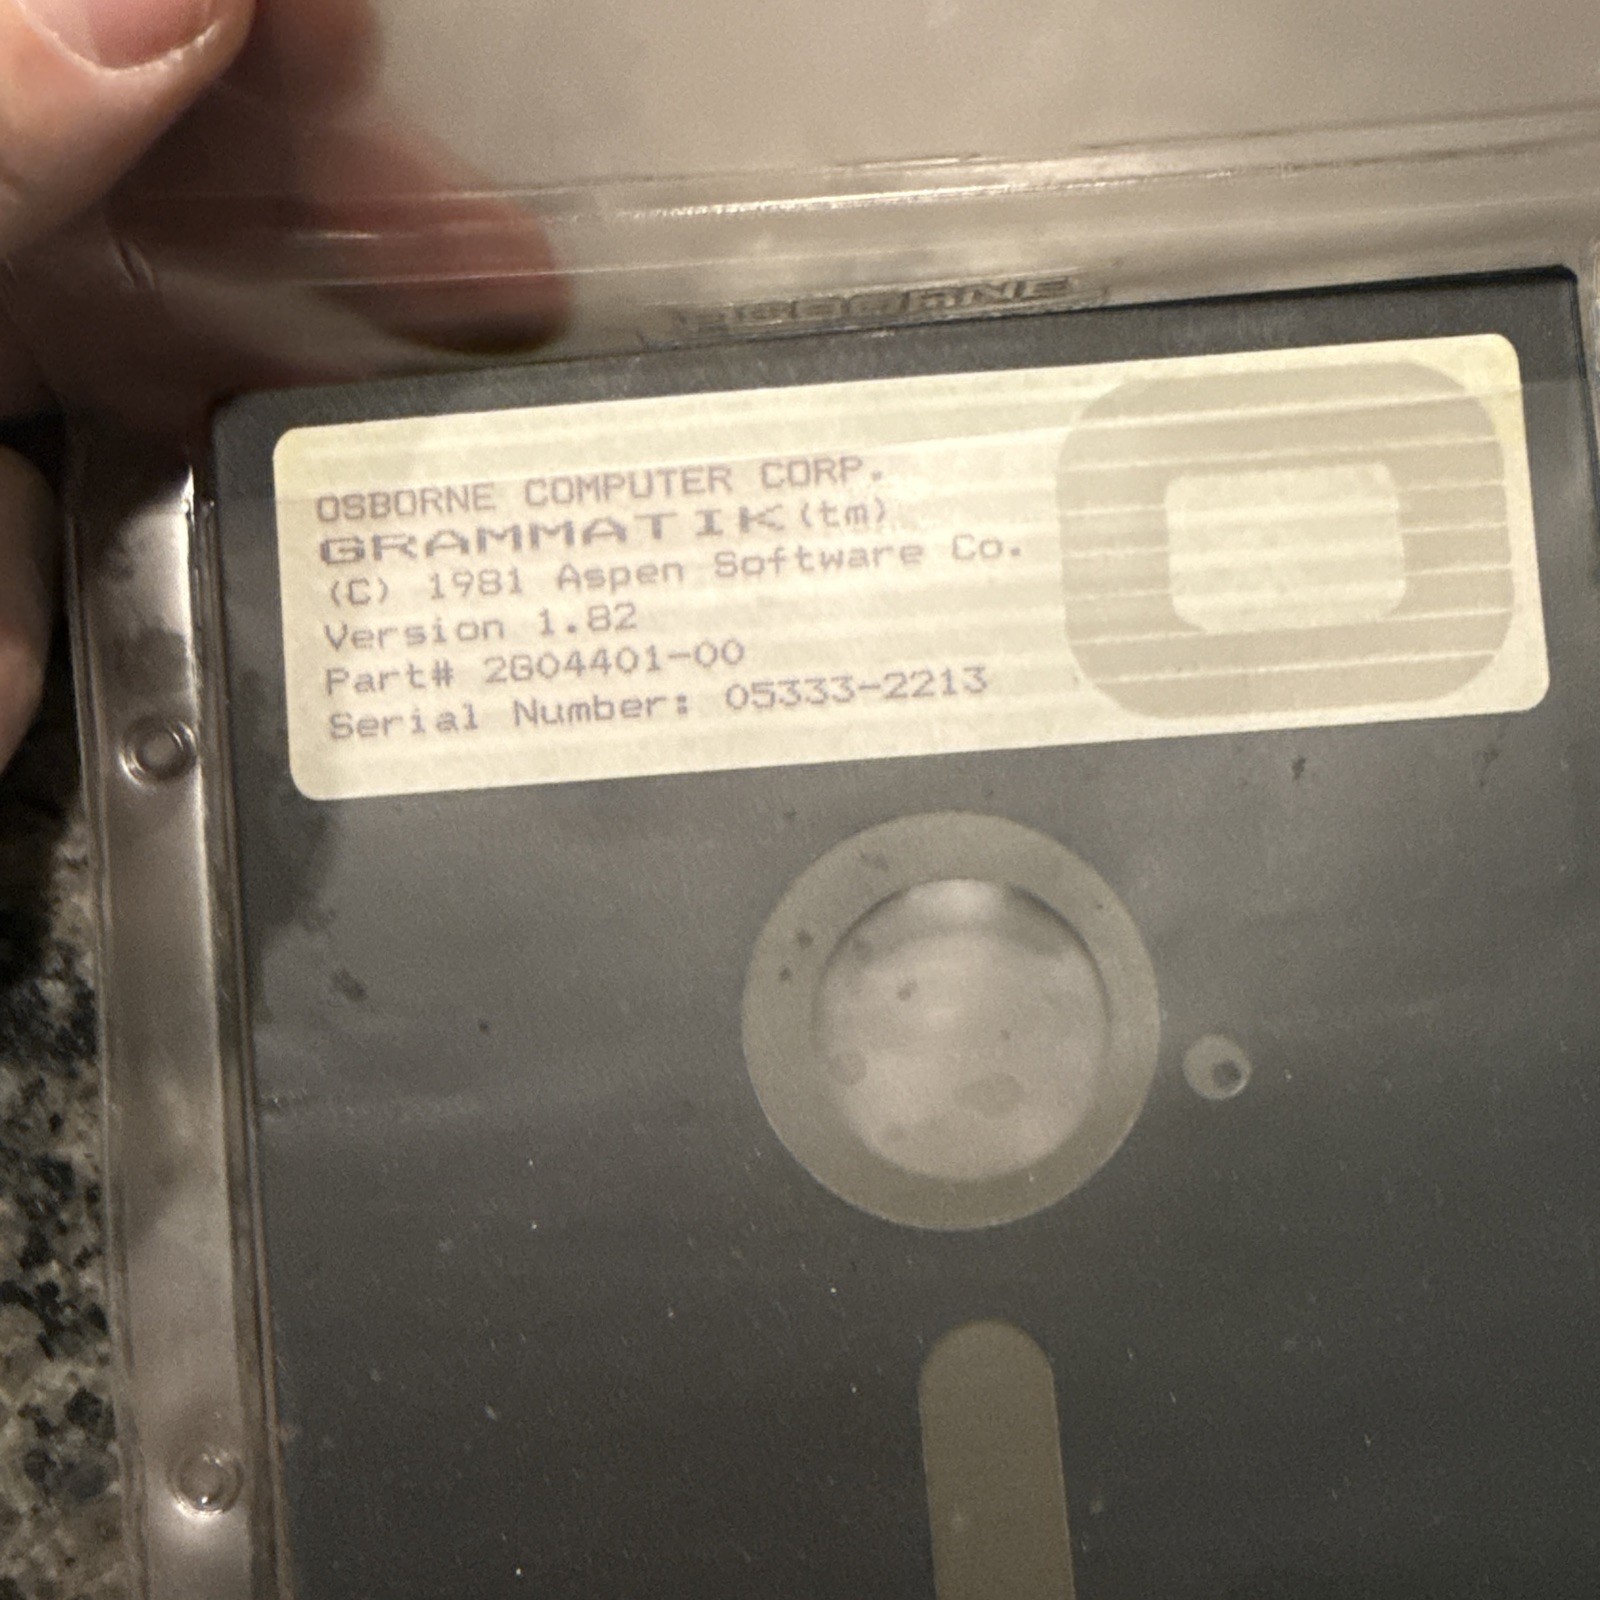 OSBORNE
OSBORNE COMPUTER CORP.
GRAMMATIK(tm)
(C) 1981 Aspen Software Co.
Version 1.82
Part# 2G04401-00
Serial Number: 05333-2213